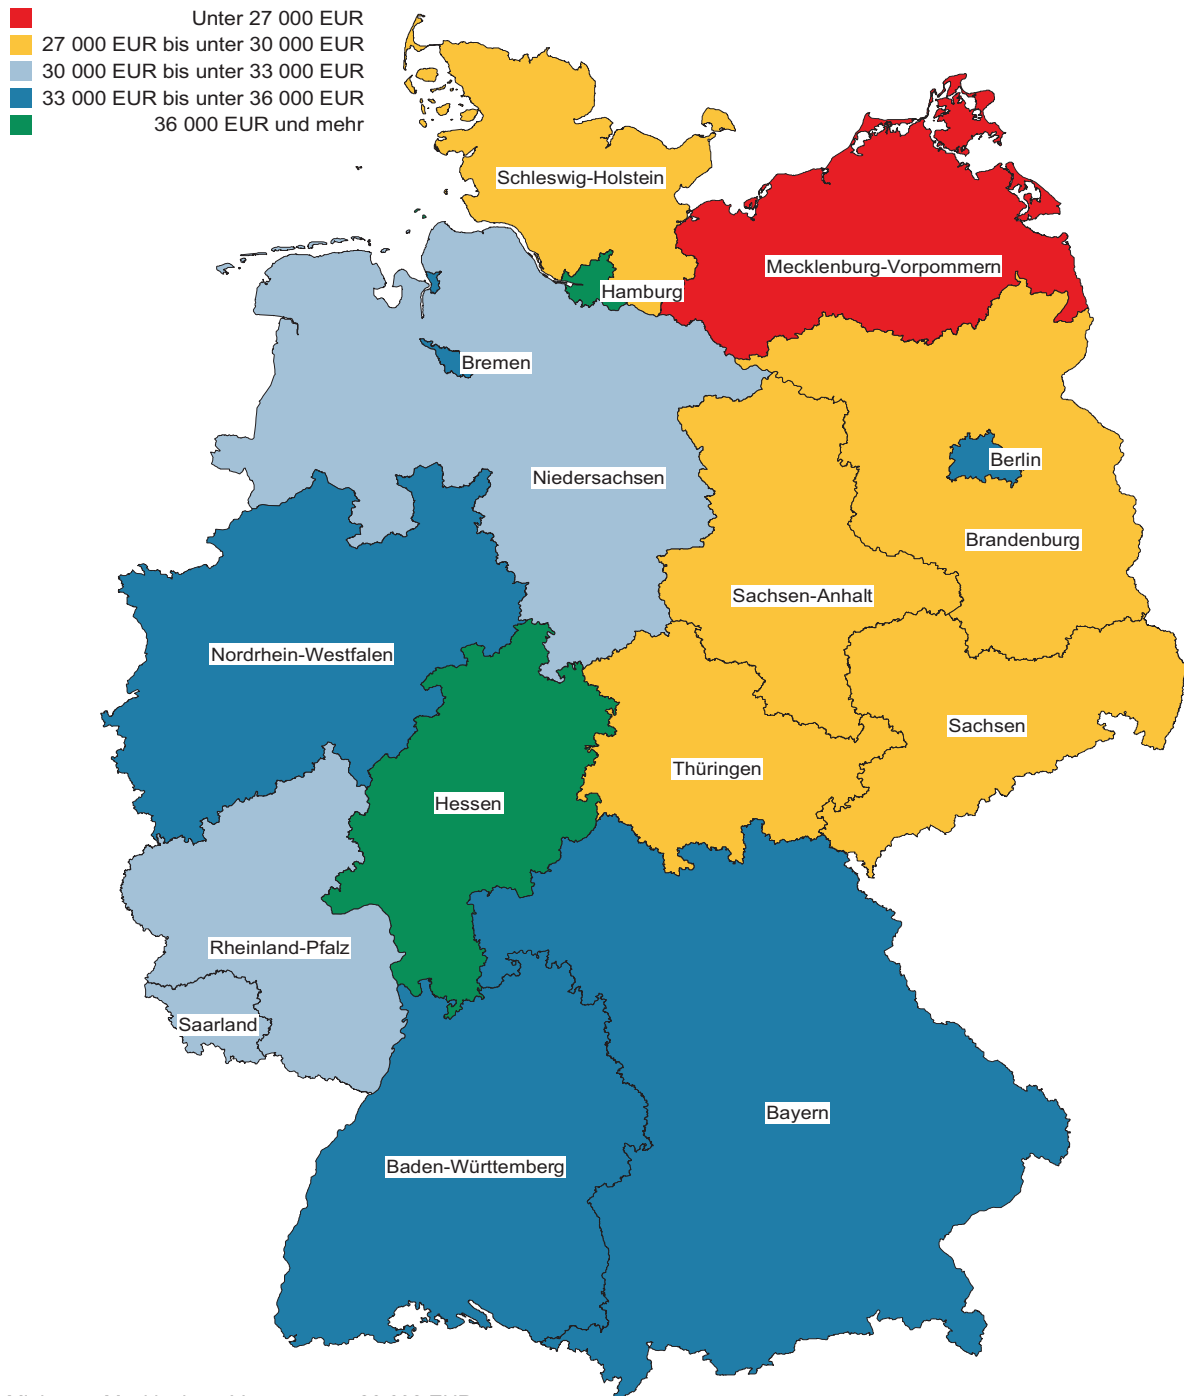 Unter 27 000 EUR
27 000 EUR bis unter 30 000 EUR
30 000 EUR bis unter 33 000 EUR
33 000 EUR bis unter 36 000 EUR
36 000 EUR und mehr
Schleswig-Holstein
Mecklenburg-Vorpommern
Hamburg
Bremen
Berlin
Niedersachsen
Brandenburg
Sachsen-Anhalt
Nordrhein-Westfalen
Sachsen
Thüringen
Hessen
Rheinland-Pfalz
Saarland
Bayern
Baden-Württemberg